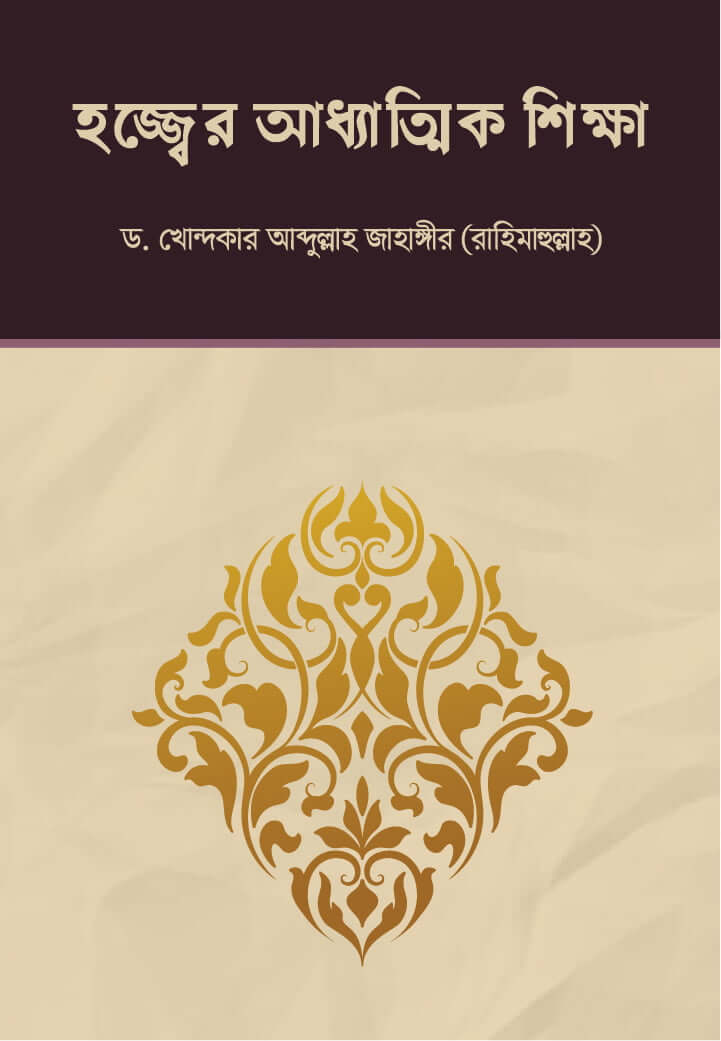 হজ্জ্বের আধ্যাত্মিক শিক্ষা
ড. খোন্দকার আব্দুল্লাহ জাহাঙ্গীর (রাহিমাহুল্লাহ)